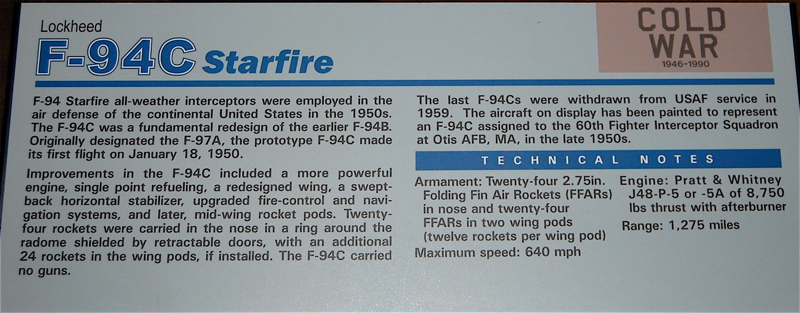 Lockheed
F-94C Starfire
COLD
WAR
1946-1990
F-94 Starfire all-weather interceptors were employed in the
air defense of the continental United States in the 1950s.
The F-94C was a fundamental redesign of the earlier F-94B.
Originally designated the F-97A, the prototype F-94C made
its first flight on January 18, 1950.
Improvements in the F-94C included a more powerful
engine, single point refueling, a redesigned wing, a swept-
back horizontal stabilizer, upgraded fire-control and navi-
gation systems, and later, mid-wing rocket pods. Twenty-
four rockets were carried in the nose in a ring around the
radome shielded by retractable doors, with an additional
24 rockets in the wing pods, if installed. The F-94C carried
no guns.
The last F-94Cs were withdrawn from USAF service in
1959. The aircraft on display has been painted to represent
an F-94C assigned to the 60th Fighter Interceptor Squadron
at Otis AFB, MA, in the late 1950s.
TECHNICAL NOTES
Armament: Twenty-four 2.75in.
Folding Fin Air Rockets (FFARs)
in nose and twenty-four
FFARs in two wing pods
(twelve rockets per wing pod)
Maximum speed: 640 mph
Engine: Pratt & Whitney
J48-P-5 or -5A of 8,750
lbs thrust with afterburner
Range: 1,275 miles